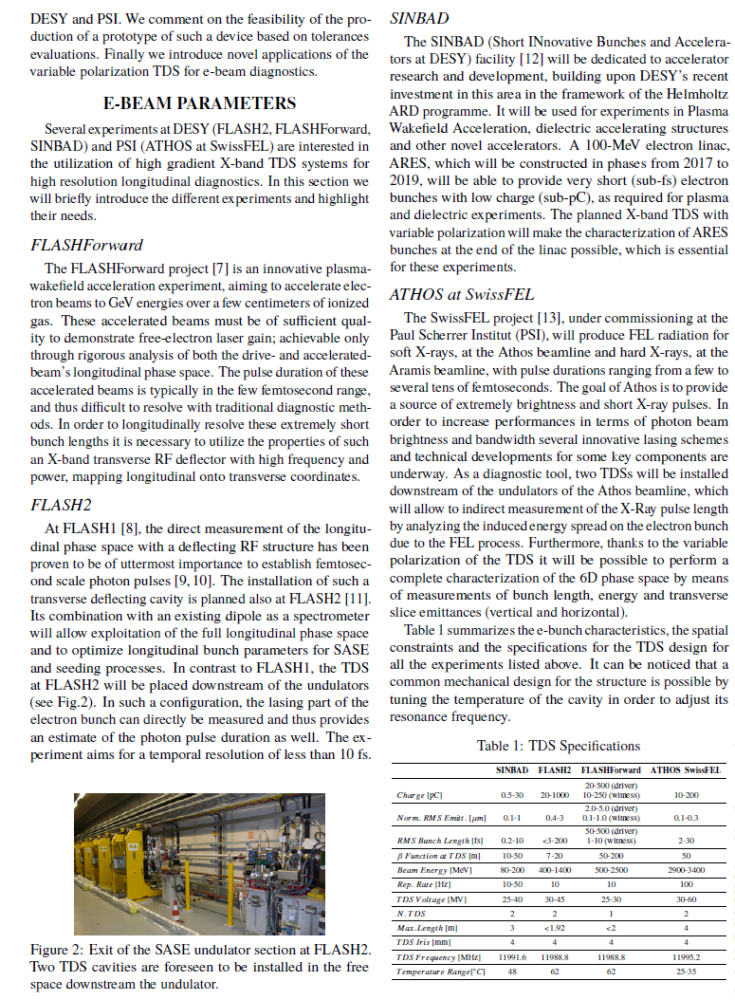 DESY and PSI. We comment on the feasibility of the pro-
duction of a prototype of such a device based on tolerances
evaluations. Finally we introduce novel applications of the
variable polarization TDS for e-beam diagnostics.
E-BEAM PARAMETERS
Several experiments at DESY (FLASH2, FLASHForward,
SINBAD) and PSI (ATHOS at SwissFEL) are interested in
the utilization of high gradient X-band TDS systems for
high resolution longitudinal diagnostics. In this section we
will briefly introduce the different experiments and highlight
their needs.
FLASHForward
The FLASHForward project [7] is an innovative plasma-
wakefield acceleration experiment, aiming to accelerate elec-
tron beams to GeV energies over a few centimeters of ionized
gas. These accelerated beams must be of sufficient qual-
ity to demonstrate free-electron laser gain; achievable only
through rigorous analysis of both the drive- and accelerated-
beam's longitudinal phase space. The pulse duration of these
accelerated beams is typically in the few femtosecond range,
and thus difficult to resolve with traditional diagnostic meth-
ods. In order to longitudinally resolve these extremely short
bunch lengths it is necessary to utilize the properties of such
an X-band transverse RF deflector with high frequency and
power, mapping longitudinal onto transverse coordinates.
FLASH2
At FLASH1 [8], the direct measurement of the longitu-
dinal phase space with a deflecting RF structure has been
proven to be of uttermost importance to establish femtosec-
ond scale photon pulses [9, 10]. The installation of such a
transverse deflecting cavity is planned also at FLASH2 [11].
Its combination with an existing dipole as a spectrometer
will allow exploitation of the full longitudinal phase space
and to optimize longitudinal bunch parameters for SASE
and seeding processes. In contrast to FLASH1, the TDS
at FLASH2 will be placed downstream of the undulators
(see Fig.2). In such a configuration, the lasing part of the
electron bunch can directly be measured and thus provides
an estimate of the photon pulse duration as well. The ex-
periment aims for a temporal resolution of less than 10 fs.
Figure 2: Exit of the SASE undulator section at FLASH2.
Two TDS cavities are foreseen to be installed in the free
space downstream the undulator.
SINBAD
The SINBAD (Short INnovative Bunches and Accelera-
tors at DESY) facility [12] will be dedicated to accelerator
research and development, building upon DESY's recent
investment in this area in the framework of the Helmholtz
ARD programme. It will be used for experiments in Plasma
Wakefield Acceleration, dielectric accelerating structures
and other novel accelerators. A 100-MeV electron linac,
ARES, which will be constructed in phases from 2017 to
2019, will be able to provide very short (sub-fs) electron
bunches with low charge (sub-pC), as required for plasma
and dielectric experiments. The planned X-band TDS with
variable polarization will make the characterization of ARES
bunches at the end of the linac possible, which is essential
for these experiments.
ATHOS at SwissFEL
The SwissFEL project [13], under commissioning at the
Paul Scherrer Institut (PSI), will produce FEL radiation for
soft X-rays, at the Athos beamline and hard X-rays, at the
Aramis beamline, with pulse durations ranging from a few to
several tens of femtoseconds. The goal of Athos is to provide
a source of extremely brightness and short X-ray pulses. In
order to increase performances in terms of photon beam
brightness and bandwidth several innovative lasing schemes
and technical developments for some key components are
underway. As a diagnostic tool, two TDSs will be installed
downstream of the undulators of the Athos beamline, which
will allow to indirect measurement of the X-Ray pulse length
by analyzing the induced energy spread on the electron bunch
due to the FEL process. Furthermore, thanks to the variable
polarization of the TDS it will be possible to perform a
complete characterization of the 6D phase space by means
of measurements of bunch length, energy and transverse
slice emittances (vertical and horizontal).
Table 1 summarizes the e-bunch characteristics, the spatial
constraints and the specifications for the TDS design for
all the experiments listed above. It can be noticed that a
common mechanical design for the structure is possible by
tuning the temperature of the cavity in order to adjust its
resonance frequency.
Table 1: TDS Specifications
SINBAD FLASH2 FLASHForward ATHOS SwissFEL
20-500 (driver)
Charge [pC] 0.5-30 20-1000 10-250 (witness) 10-200
2.0-5.0 (driver)
Norm. RMS Emitt. [μm] 0.1-1 0.4-3 0.1-1.0 (witness) 0.1-0.3
50-500 (driver)
RMS Bunch Length [fs] 0.2-10 <3-200 1-10 (witness) 2-30
β Function at TDS [m] 10-50 7-20 50-200 50
Beam Energy [MeV] 80-200 400-1400 500-2500 2900-3400
Rep. Rate [Hz] 10-50 10 10 100
TDS Voltage [MV] 25-40 30-45 25-30 30-60
N. TDS 2 2 1 2
Max. Length [m] 3 <1.92 <2 4
TDS Iris [mm] 4 4 4 4
TDS Frequency [MHz] 11991.6 11988.8 11988.8 11995.2
Temperature Range[°C] 48 62 62 25-35